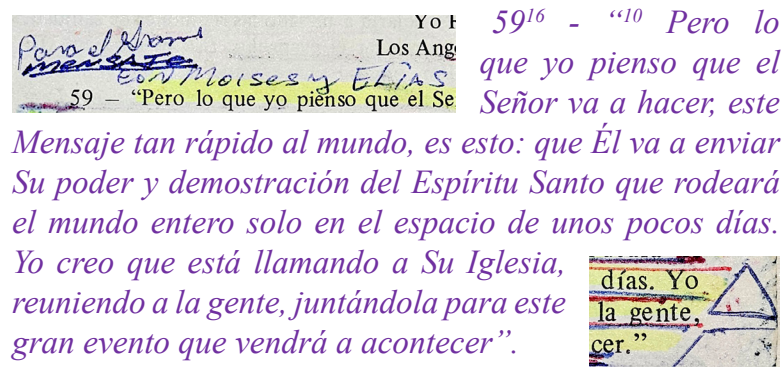 Para el Gran
MENSAJE
CON MOISES y ELÍAS
Yo
Los Ang
59 – “Pero lo que yo pienso que el Se
59¹⁶ - “¹⁰ Pero lo
que yo pienso que el
Señor va a hacer, este
Mensaje tan rápido al mundo, es esto: que Él va a enviar
Su poder y demostración del Espíritu Santo que rodeará
el mundo entero solo en el espacio de unos pocos días.
Yo creo que está llamando a Su Iglesia,
reuniendo a la gente, juntándola para este
gran evento que vendrá a acontecer”.
días. Yo
la gente,
cer.”